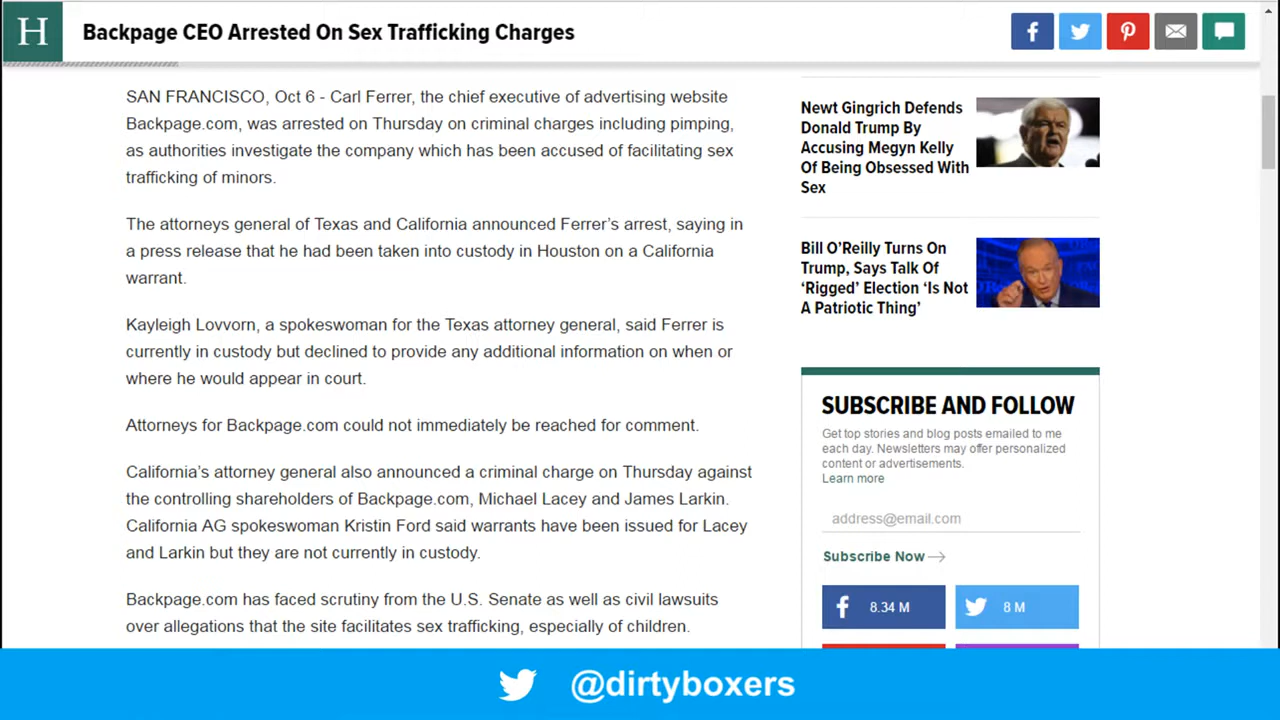 H
Backpage CEO Arrested On Sex Trafficking Charges
SAN FRANCISCO, Oct 6 - Carl Ferrer, the chief executive of advertising website
Backpage.com, was arrested on Thursday on criminal charges including pimping,
as authorities investigate the company which has been accused of facilitating sex
trafficking of minors.
The attorneys general of Texas and California announced Ferrer’s arrest, saying in
a press release that he had been taken into custody in Houston on a California
warrant.
Kayleigh Lovvorn, a spokeswoman for the Texas attorney general, said Ferrer is
currently in custody but declined to provide any additional information on when or
where he would appear in court.
Attorneys for Backpage.com could not immediately be reached for comment.
California’s attorney general also announced a criminal charge on Thursday against
the controlling shareholders of Backpage.com, Michael Lacey and James Larkin.
California AG spokeswoman Kristin Ford said warrants have been issued for Lacey
and Larkin but they are not currently in custody.
Backpage.com has faced scrutiny from the U.S. Senate as well as civil lawsuits
over allegations that the site facilitates sex trafficking, especially of children.
Newt Gingrich Defends
Donald Trump By
Accusing Megyn Kelly
Of Being Obsessed With
Sex
Bill O’Reilly Turns On
Trump, Says Talk Of
‘Rigged’ Election ‘Is Not
A Patriotic Thing’
SUBSCRIBE AND FOLLOW
Get top stories and blog posts emailed to me
each day. Newsletters may offer personalized
content or advertisements.
Learn more
address@email.com
Subscribe Now
8.34 M
8 M
@dirtyboxers